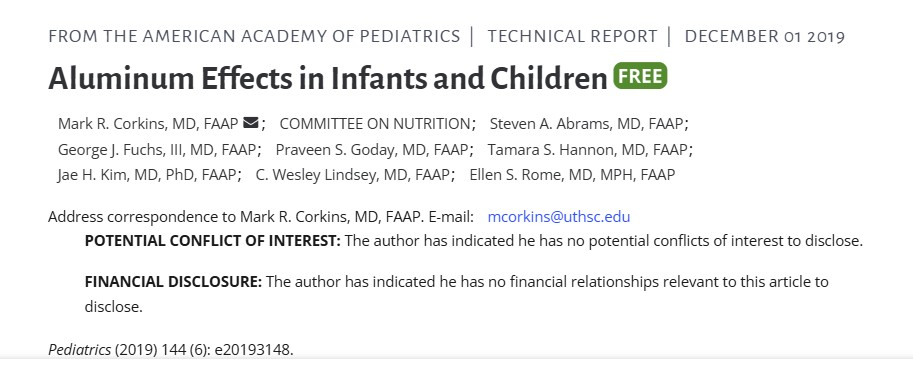 FROM THE AMERICAN ACADEMY OF PEDIATRICS | TECHNICAL REPORT | DECEMBER 01 2019
Aluminum Effects in Infants and Children FREE
Mark R. Corkins, MD, FAAP ; COMMITTEE ON NUTRITION; Steven A. Abrams, MD, FAAP;
George J. Fuchs, III, MD, FAAP; Praveen S. Goday, MD, FAAP; Tamara S. Hannon, MD, FAAP;
Jae H. Kim, MD, PhD, FAAP; C. Wesley Lindsey, MD, FAAP; Ellen S. Rome, MD, MPH, FAAP
Address correspondence to Mark R. Corkins, MD, FAAP. E-mail: mcorkins@uthsc.edu
POTENTIAL CONFLICT OF INTEREST: The author has indicated he has no potential conflicts of interest to disclose.
FINANCIAL DISCLOSURE: The author has indicated he has no financial relationships relevant to this article to
disclose.
Pediatrics (2019) 144 (6): e20193148.